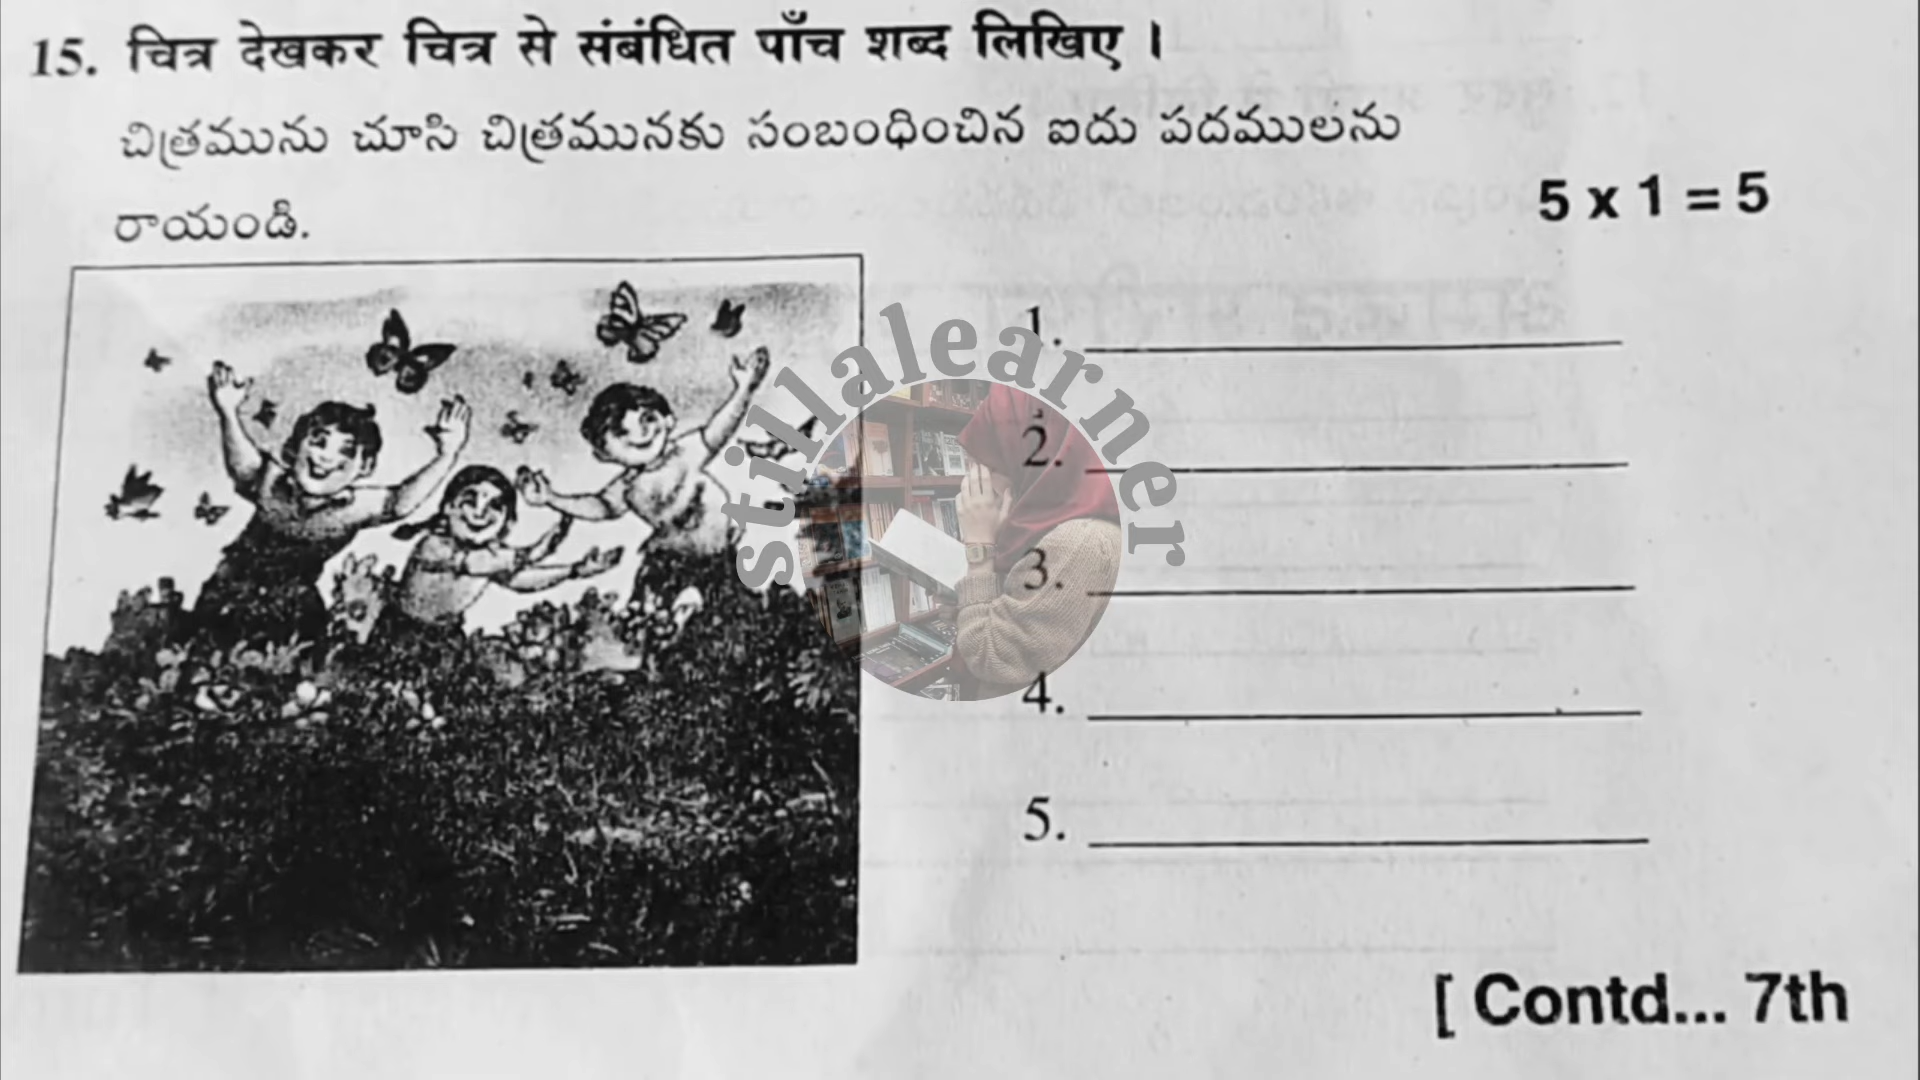 15. चित्र देखकर चित्र से संबंधित पाँच शब्द लिखिए ।
చిత్రమును చూసి చిత్రమునకు సంబంధించిన ఐదు పదములను
రాయండి.
5 x 1 = 5
stillalearner
1.
2.
3.
4.
5.
[ Contd... 7th